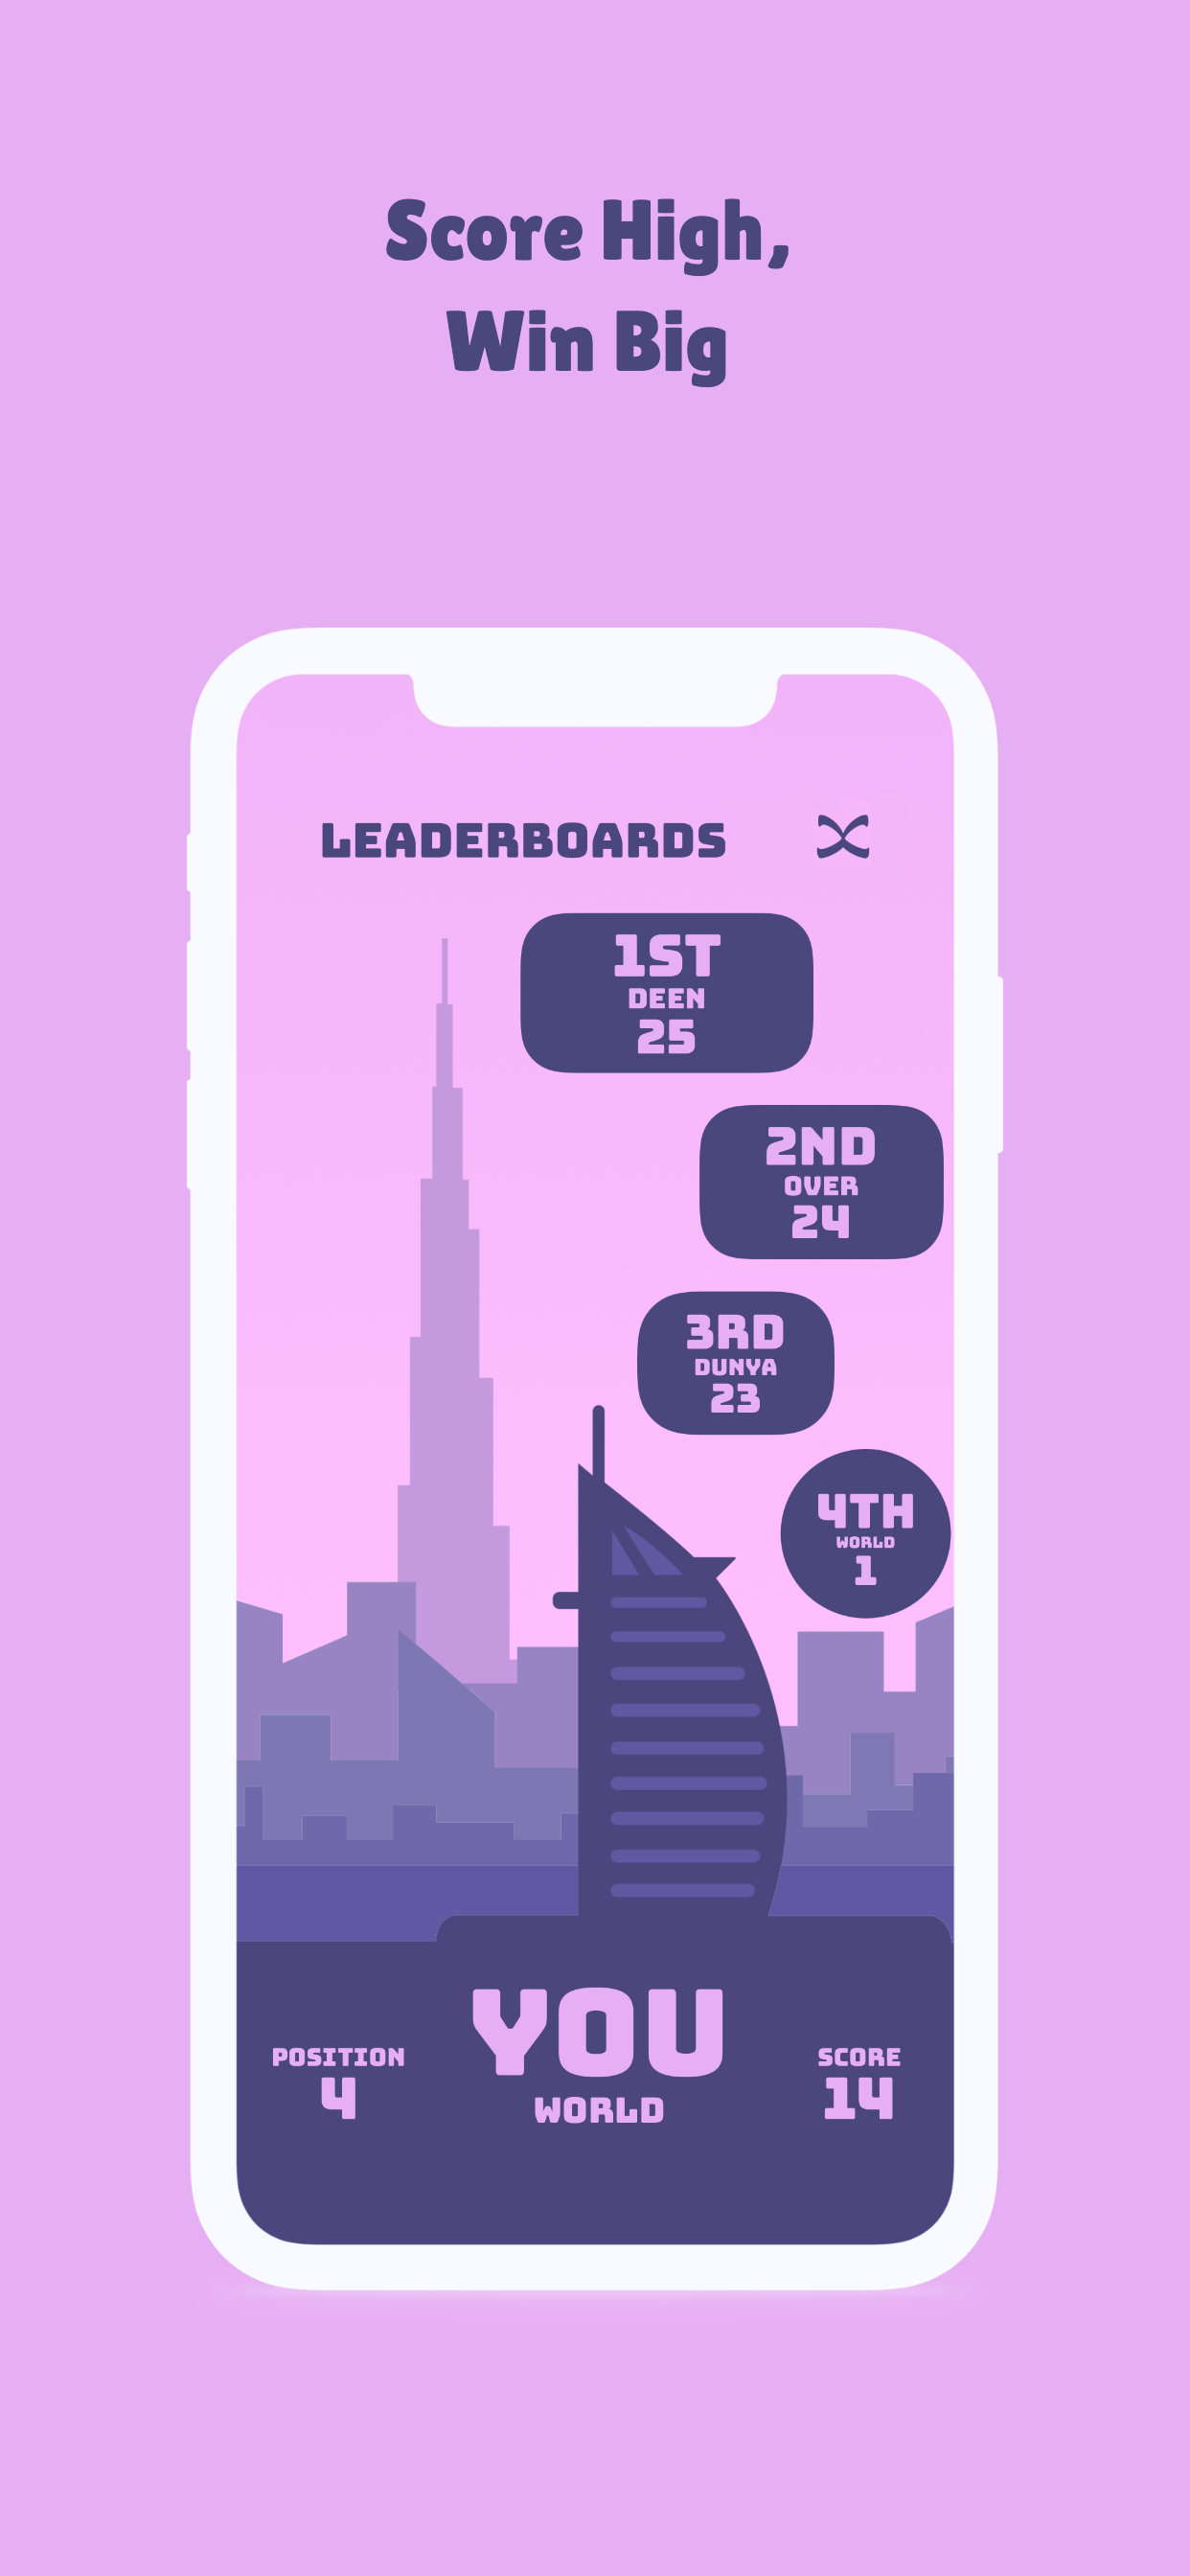 Score High,
Win Big
LEADERBOARDS
1ST
DEEN
25
2ND
OVER
24
3RD
DUNYA
23
4TH
WORLD
1
YOU
WORLD
POSITION
4
SCORE
14